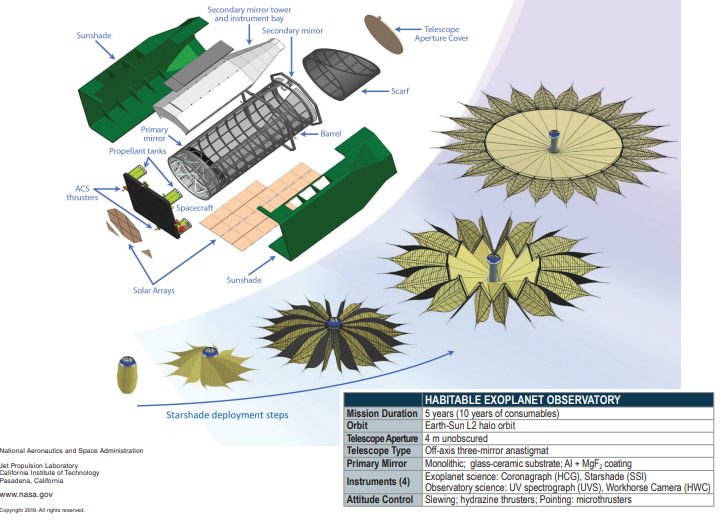 Secondary mirror tower
and instrument bay
Sunshade
Secondary mirror
Telescope
Aperture Cover
Scarf
Primary
mirror
Barrel
Propellant tanks
ACS
thrusters
Spacecraft
Solar Arrays
Sunshade
Starshade deployment steps
HABITABLE EXOPLANET OBSERVATORY
Mission Duration 5 years (10 years of consumables)
Orbit Earth-Sun L2 halo orbit
Telescope Aperture 4 m unobscured
Telescope Type Off-axis three-mirror anastigmat
Primary Mirror Monolithic; glass-ceramic substrate; Al + MgF₂ coating
Instruments (4) Exoplanet science: Coronagraph (HCG), Starshade (SSI)
Observatory science: UV spectrograph (UVS), Workhorse Camera (HWC)
Attitude Control Slewing; hydrazine thrusters; Pointing: microthrusters
National Aeronautics and Space Administration
Jet Propulsion Laboratory
California Institute of Technology
Pasadena, California
www.nasa.gov
Copyright 2019. All rights reserved.